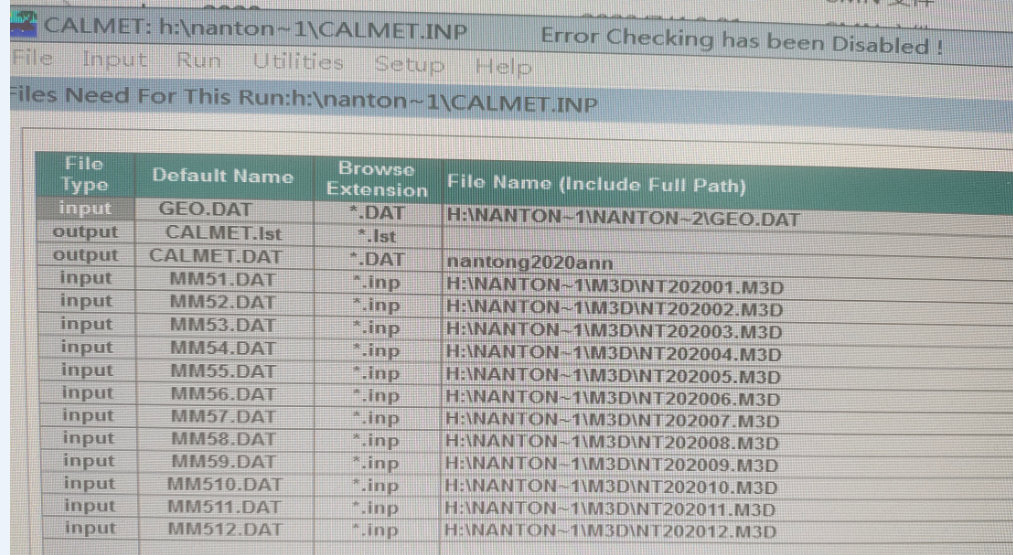 CALMET: h:\nanton~1\CALMET.INP Error Checking has been Disabled !
File Input Run Utilities Setup Help
Files Need For This Run:h:\nanton~1\CALMET.INP
File Type Default Name Browse Extension File Name (Include Full Path)
input GEO.DAT *.DAT H:\NANTON~1\NANTON~2\GEO.DAT
output CALMET.lst *.lst
output CALMET.DAT *.DAT nantong2020ann
input MM51.DAT *.inp H:\NANTON~1\M3D\NT202001.M3D
input MM52.DAT *.inp H:\NANTON~1\M3D\NT202002.M3D
input MM53.DAT *.inp H:\NANTON~1\M3D\NT202003.M3D
input MM54.DAT *.inp H:\NANTON~1\M3D\NT202004.M3D
input MM55.DAT *.inp H:\NANTON~1\M3D\NT202005.M3D
input MM56.DAT *.inp H:\NANTON~1\M3D\NT202006.M3D
input MM57.DAT *.inp H:\NANTON~1\M3D\NT202007.M3D
input MM58.DAT *.inp H:\NANTON~1\M3D\NT202008.M3D
input MM59.DAT *.inp H:\NANTON~1\M3D\NT202009.M3D
input MM510.DAT *.inp H:\NANTON~1\M3D\NT202010.M3D
input MM511.DAT *.inp H:\NANTON~1\M3D\NT202011.M3D
input MM512.DAT *.inp H:\NANTON~1\M3D\NT202012.M3D